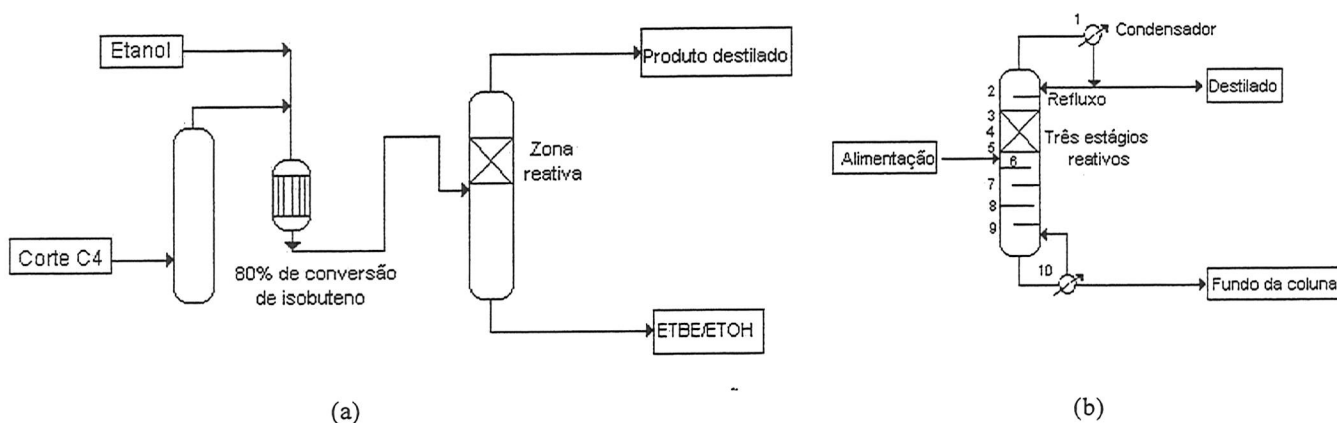 Etanol
Corte C4
80% de conversão
de isobuteno
Zona
reativa
Produto destilado
ETBE/ETOH
(a)
1
Condensador
2
Refluxo
Destilado
3
4
5
Três estágios
reativos
Alimentação
6
7
8
9
10
Fundo da coluna
(b)